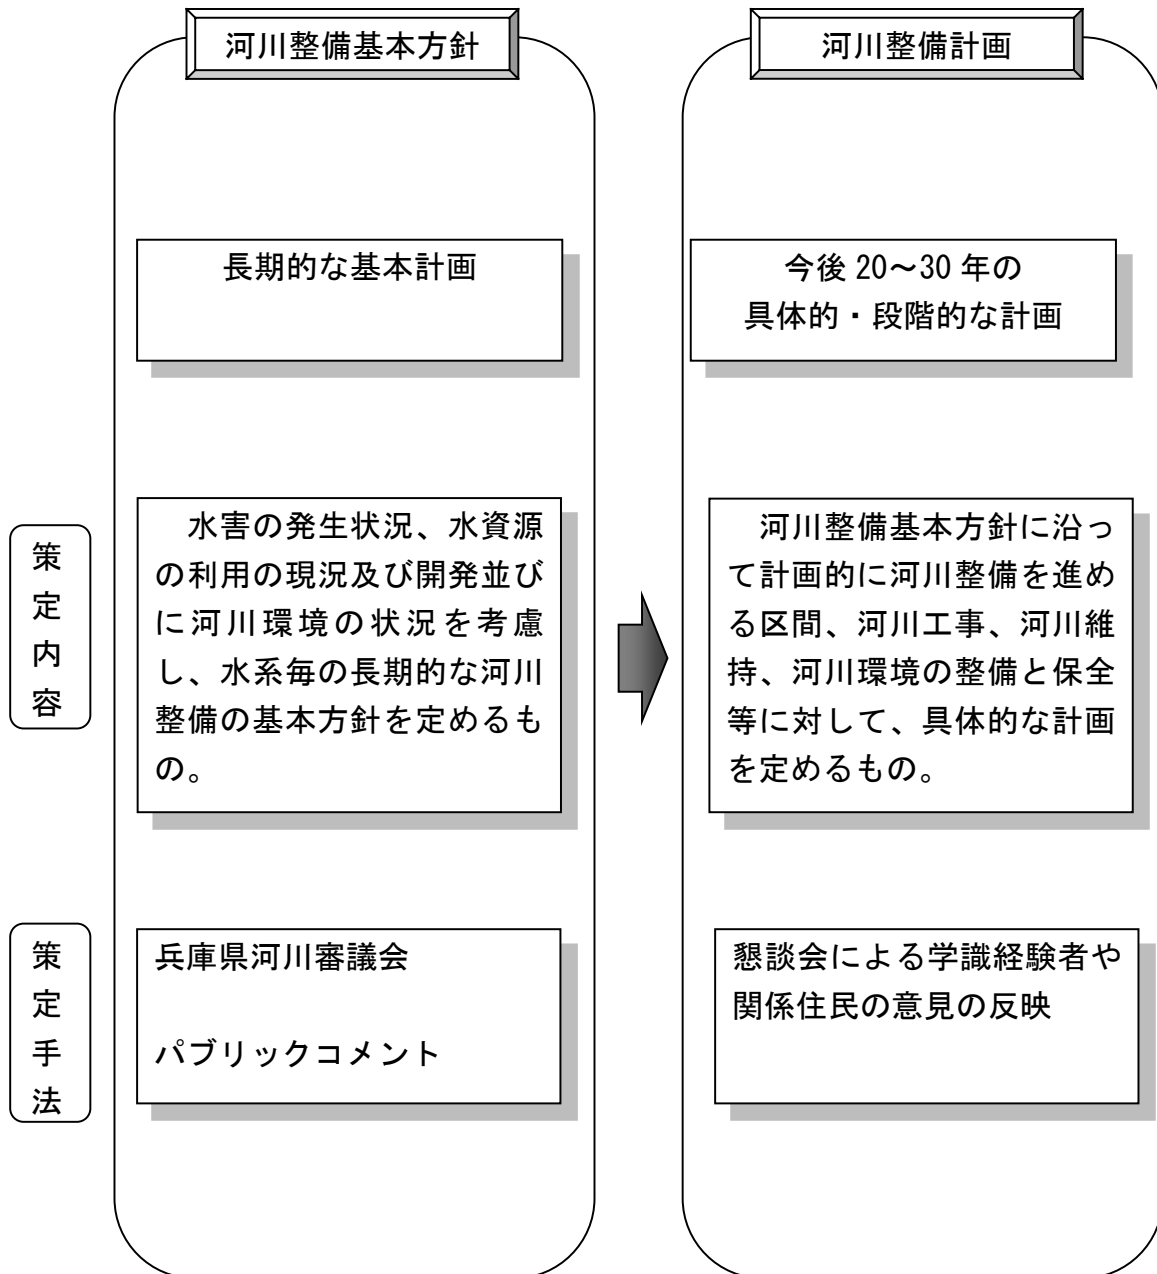 河川整備基本方針
長期的な基本計画
策定内容
水害の発生状況、水資源
の利用の現況及び開発並び
に河川環境の状況を考慮
し、水系毎の長期的な河川
整備の基本方針を定めるも
の。
策定手法
兵庫県河川審議会
パブリックコメント
河川整備計画
今後 20～30 年の
具体的・段階的な計画
河川整備基本方針に沿っ
て計画的に河川整備を進め
る区間、河川工事、河川維
持、河川環境の整備と保全
等に対して、具体的な計画
を定めるもの。
懇談会による学識経験者や
関係住民の意見の反映